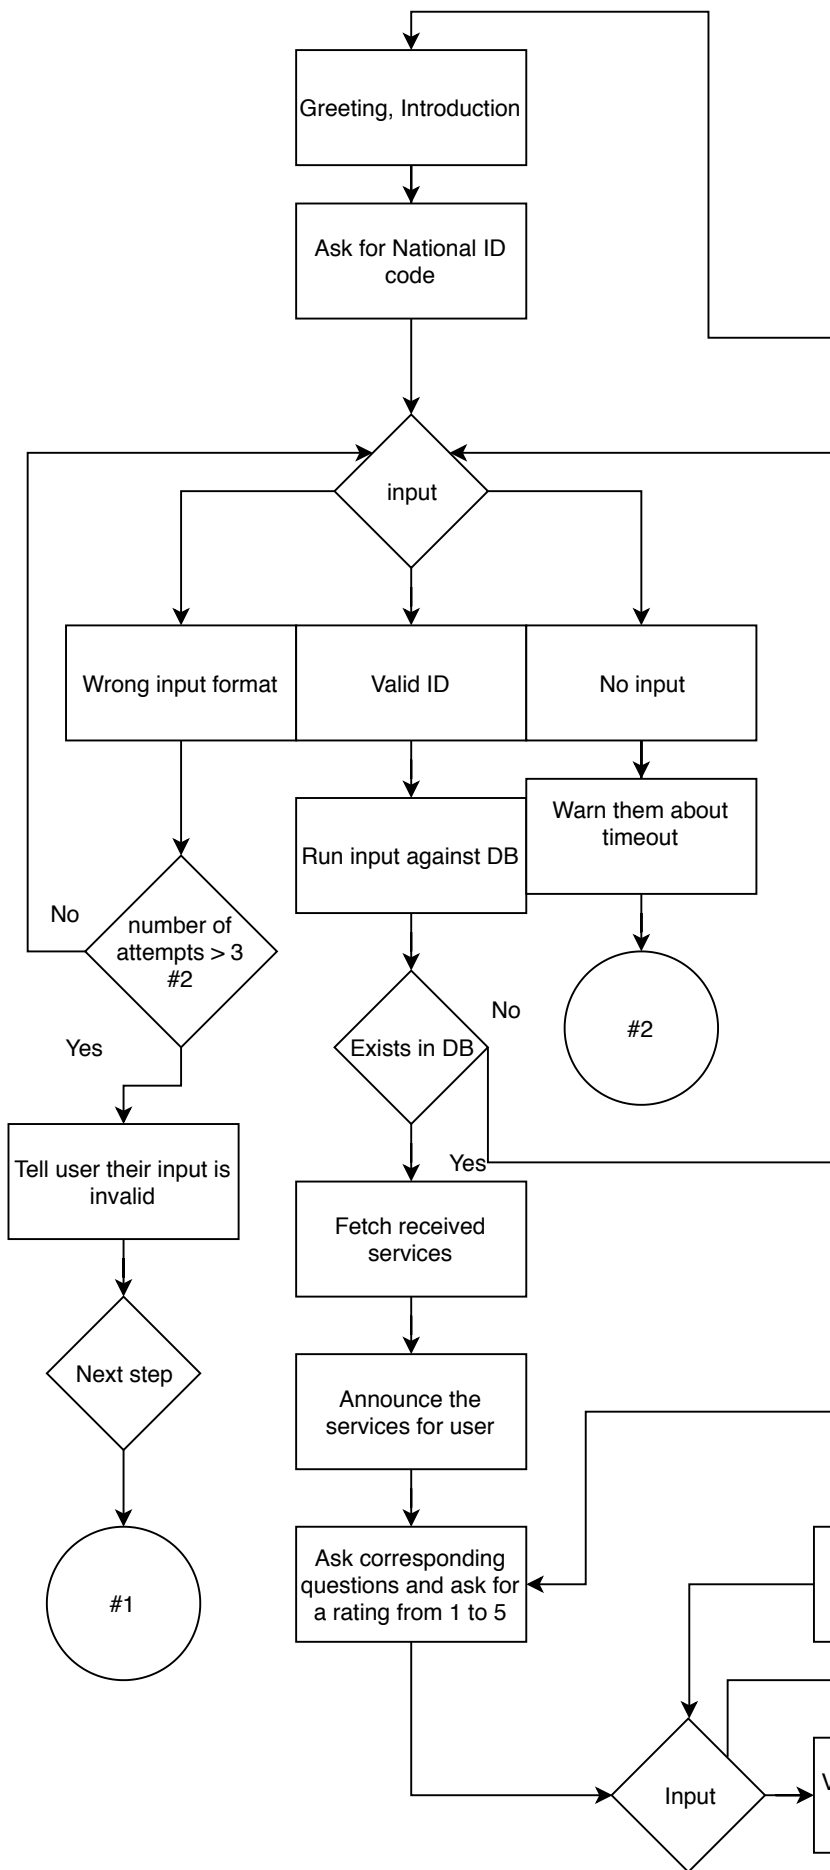 Greeting, Introduction
Ask for National ID
code
input
Wrong input format
Valid ID
No input
Warn them about
timeout
Run input against DB
No
number of
attempts > 3
#2
No
#2
Yes
Exists in DB
Yes
Tell user their input is
invalid
Fetch received
services
Next step
Announce the
services for user
Ask corresponding
questions and ask for
a rating from 1 to 5
#1
Input